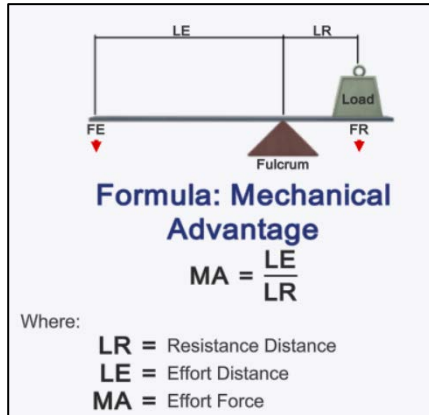 LE LR
Load
FE FR
Fulcrum
Formula: Mechanical
Advantage
MA = LE
LR
Where:
LR = Resistance Distance
LE = Effort Distance
MA = Effort Force